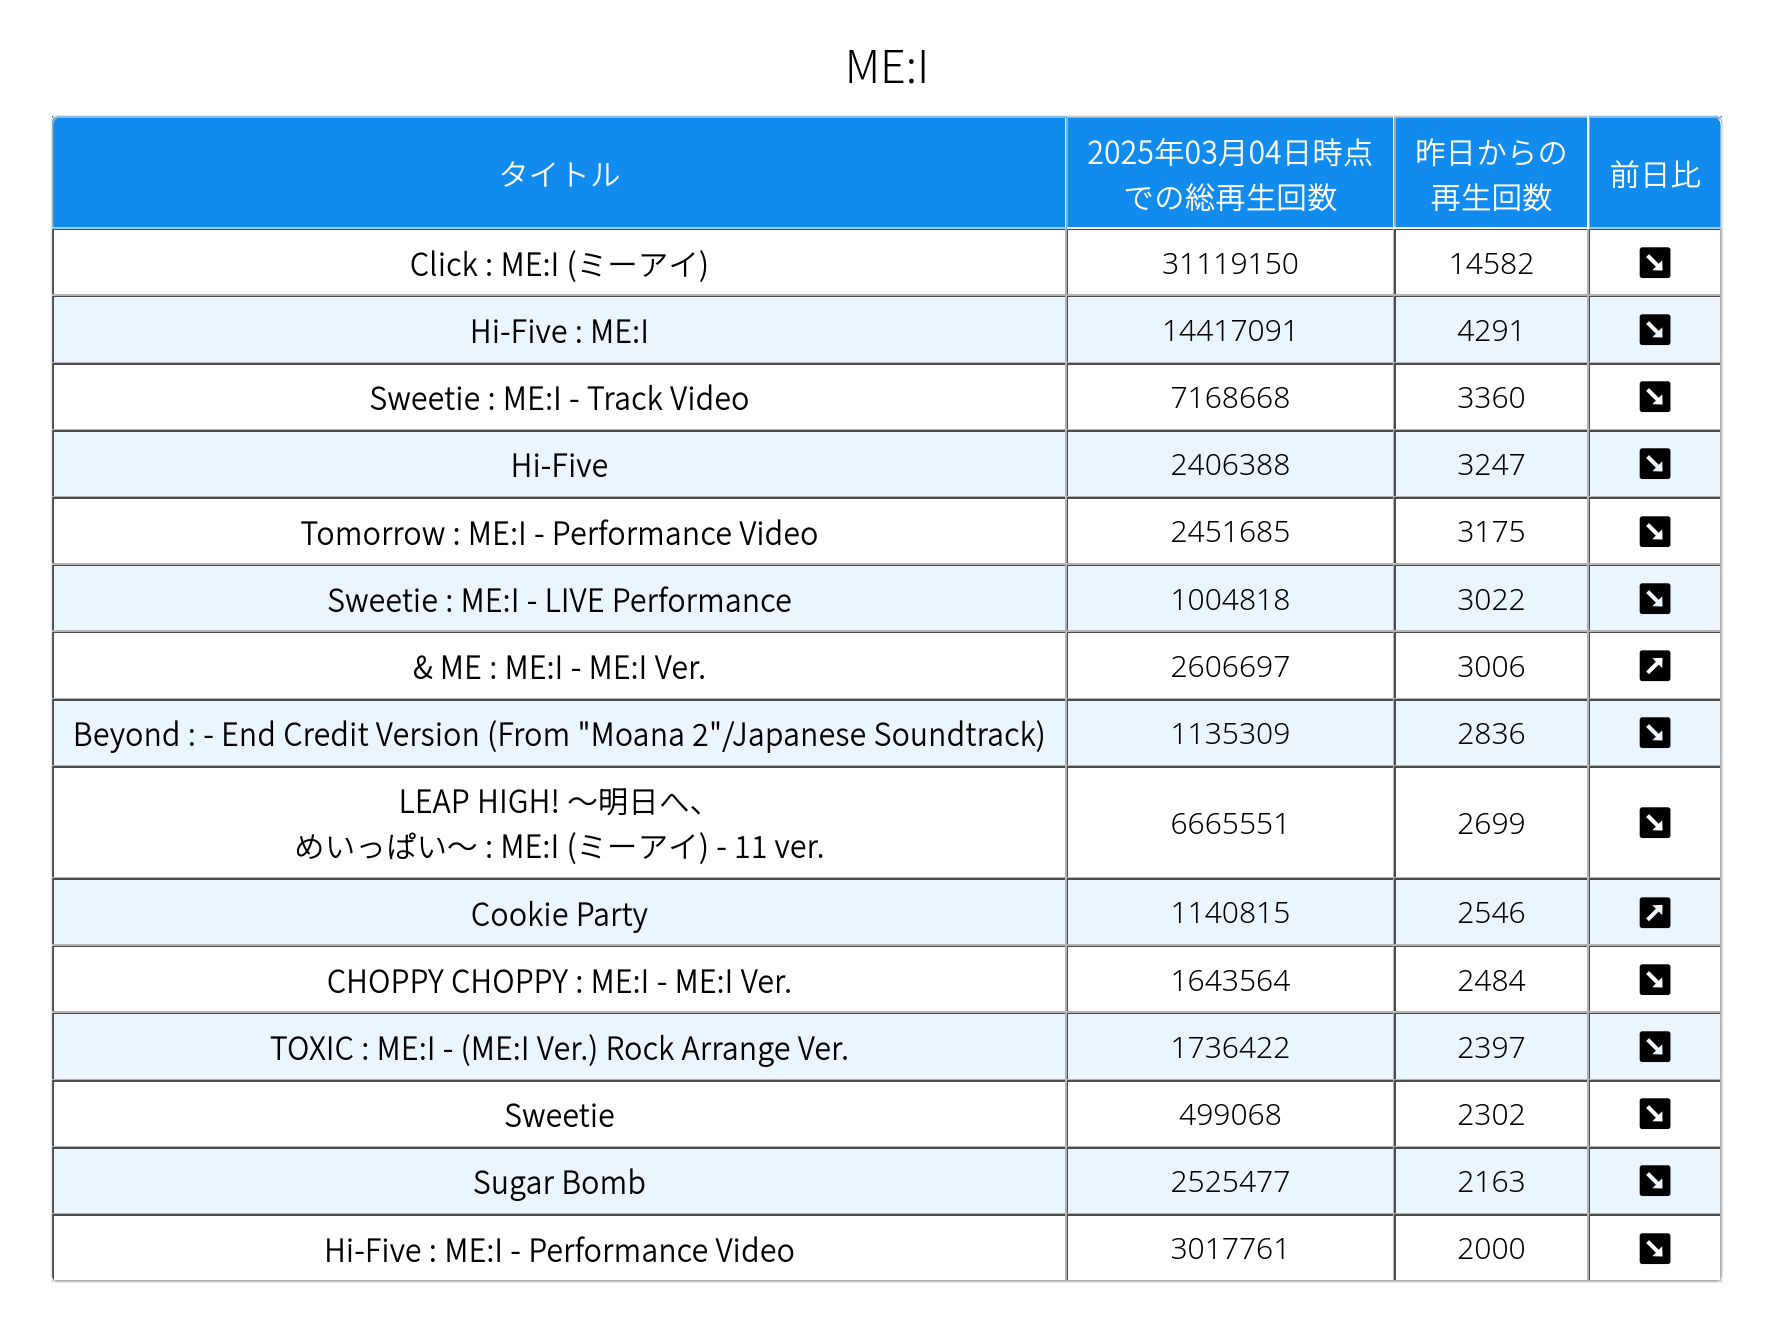 ME:I
タイトル
2025年03月04日時点
での総再生回数
昨日からの
再生回数
前日比
Click : ME:I (ミーアイ) 31119150 14582
Hi-Five : ME:I 14417091 4291
Sweetie : ME:I - Track Video 7168668 3360
Hi-Five 2406388 3247
Tomorrow : ME:I - Performance Video 2451685 3175
Sweetie : ME:I - LIVE Performance 1004818 3022
& ME : ME:I - ME:I Ver. 2606697 3006
Beyond : - End Credit Version (From "Moana 2"/Japanese Soundtrack) 1135309 2836
LEAP HIGH! 〜明日へ、
めいっぱい〜 : ME:I (ミーアイ) - 11 ver. 6665551 2699
Cookie Party 1140815 2546
CHOPPY CHOPPY : ME:I - ME:I Ver. 1643564 2484
TOXIC : ME:I - (ME:I Ver.) Rock Arrange Ver. 1736422 2397
Sweetie 499068 2302
Sugar Bomb 2525477 2163
Hi-Five : ME:I - Performance Video 3017761 2000